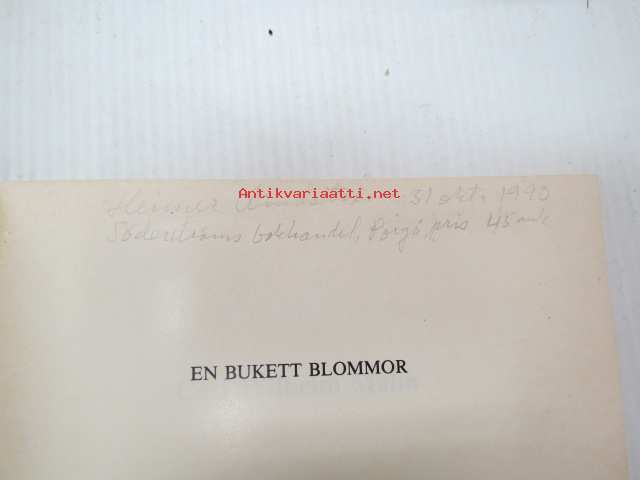 Antikvariaatti.net
31 okt. 1990
Söderströms bokhandel, Borgå, pris 45 mk
EN BUKETT BLOMMOR